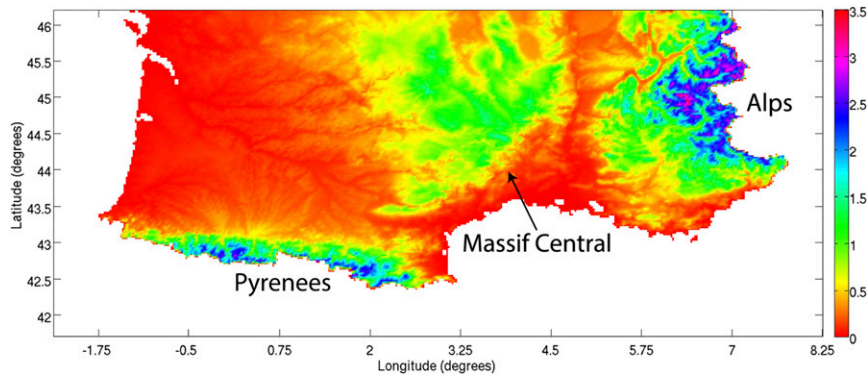 46
45.5
45
44.5
44
43.5
43
42.5
42
Latitude (degrees)
Alps
Massif Central
Pyrenees
-1.75 -0.5 0.75 2 3.25 4.5 5.75 7 8.25
Longitude (degrees)
3.5
3
2.5
2
1.5
1
0.5
0